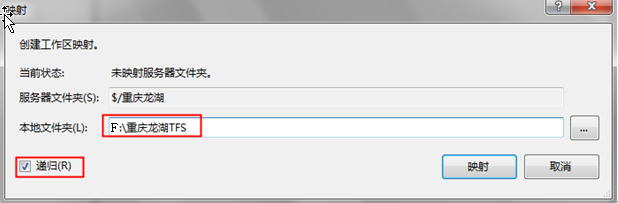 映射
创建工作区映射。
当前状态: 未映射服务器文件夹。
服务器文件夹(S): $/重庆龙湖
本地文件夹(L): F:\重庆龙湖TFS ...
递归(R) 映射 取消